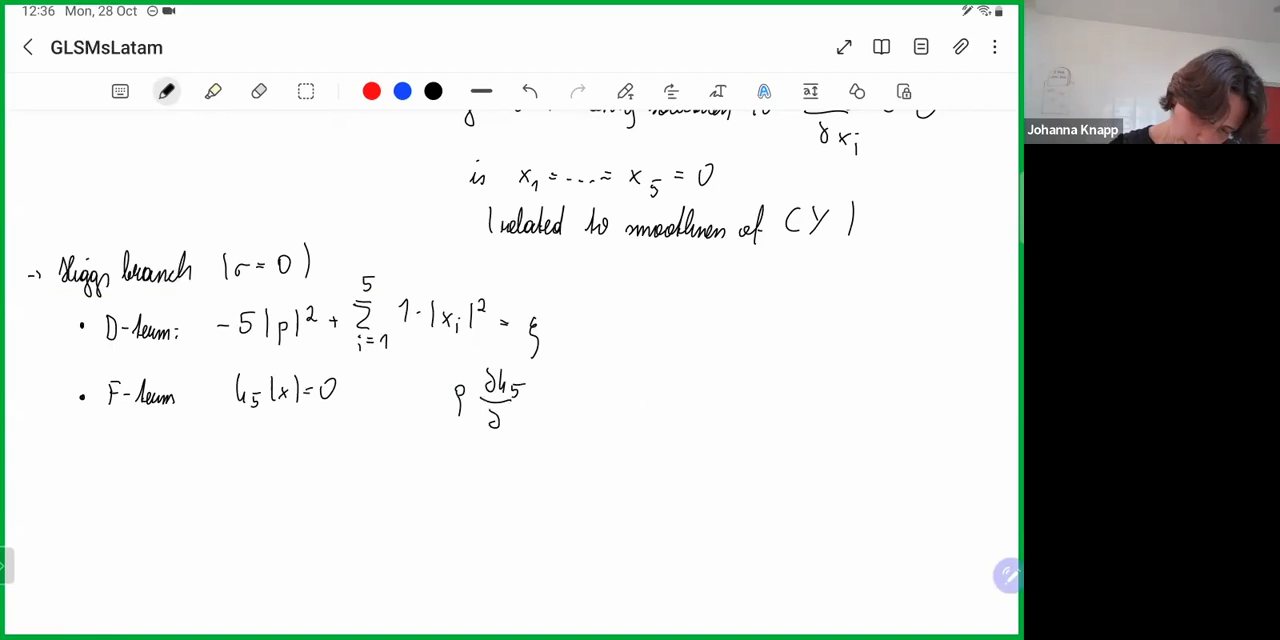 12:36 Mon, 28 Oct
GLSMsLatam
Johanna Knapp
∂x_i
is x_1 = .... = x_5 = 0
(related to smoothness of CY)
→ Higgs branch (σ=0)
• D-term: -5|p|^2 + Σ_{i=1}^{5} 1·|x_i|^2 = ξ
• F-term G_5(x)=0 p ∂G_5/∂